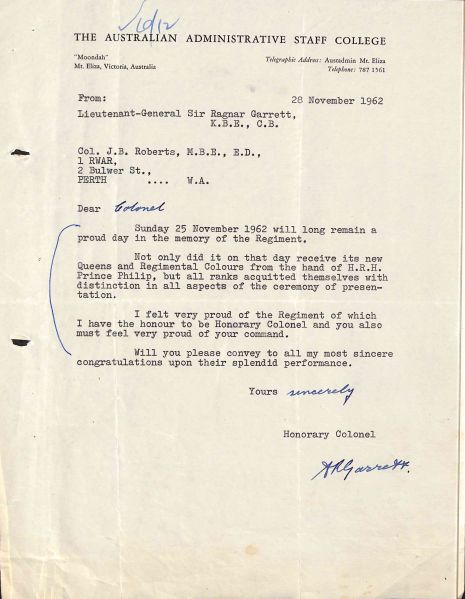 6/12
THE AUSTRALIAN ADMINISTRATIVE STAFF COLLEGE
"Moondah"
Mt. Eliza, Victoria, Australia
Telegraphic Address: Austadmin Mt. Eliza
Telephone: 787 1561
From:
28 November 1962
Lieutenant-General Sir Ragnar Garrett,
K.B.E., C.B.
Col. J.B. Roberts, M.B.E., E.D.,
1 RWAR,
2 Bulwer St.,
PERTH .... W.A.
Dear Colonel
Sunday 25 November 1962 will long remain a
proud day in the memory of the Regiment.
Not only did it on that day receive its new
Queens and Regimental Colours from the hand of H.R.H.
Prince Philip, but all ranks acquitted themselves with
distinction in all aspects of the ceremony of presen-
tation.
I felt very proud of the Regiment of which
I have the honour to be Honorary Colonel and you also
must feel very proud of your command.
Will you please convey to all my most sincere
congratulations upon their splendid performance.
Yours sincerely
Honorary Colonel
ARGarrett.